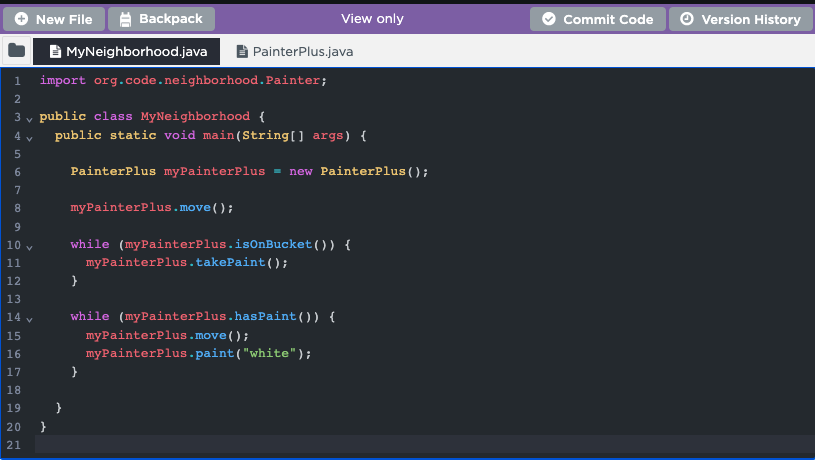 New File Backpack View only Commit Code Version History
MyNeighborhood.java PainterPlus.java
1 import org.code.neighborhood.Painter;
2
3 public class MyNeighborhood {
4 public static void main(String[] args) {
5
6 PainterPlus myPainterPlus = new PainterPlus();
7
8 myPainterPlus.move();
9
10 while (myPainterPlus.isOnBucket()) {
11 myPainterPlus.takePaint();
12 }
13
14 while (myPainterPlus.hasPaint()) {
15 myPainterPlus.move();
16 myPainterPlus.paint("white");
17 }
18
19 }
20 }
21